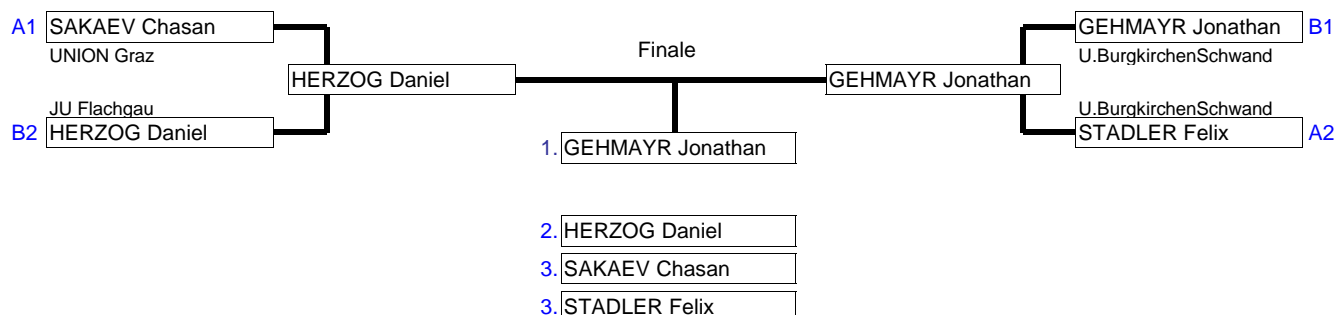 A1 SAKAEV Chasan
UNION Graz
GEHMAYR Jonathan B1
U.BurgkirchenSchwand
Finale
HERZOG Daniel
GEHMAYR Jonathan
JU Flachgau
B2 HERZOG Daniel
U.BurgkirchenSchwand
STADLER Felix A2
1. GEHMAYR Jonathan
2. HERZOG Daniel
3. SAKAEV Chasan
3. STADLER Felix